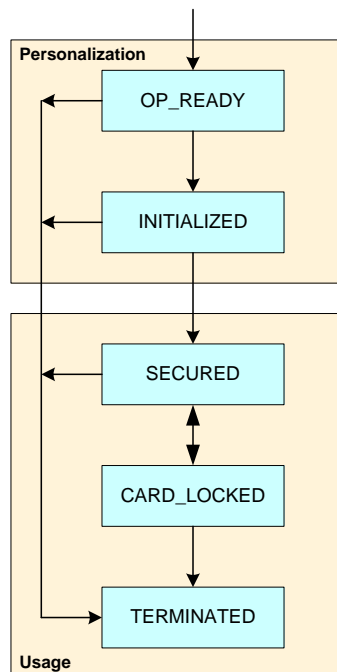 Personalization
OP_READY
INITIALIZED
SECURED
CARD_LOCKED
TERMINATED
Usage